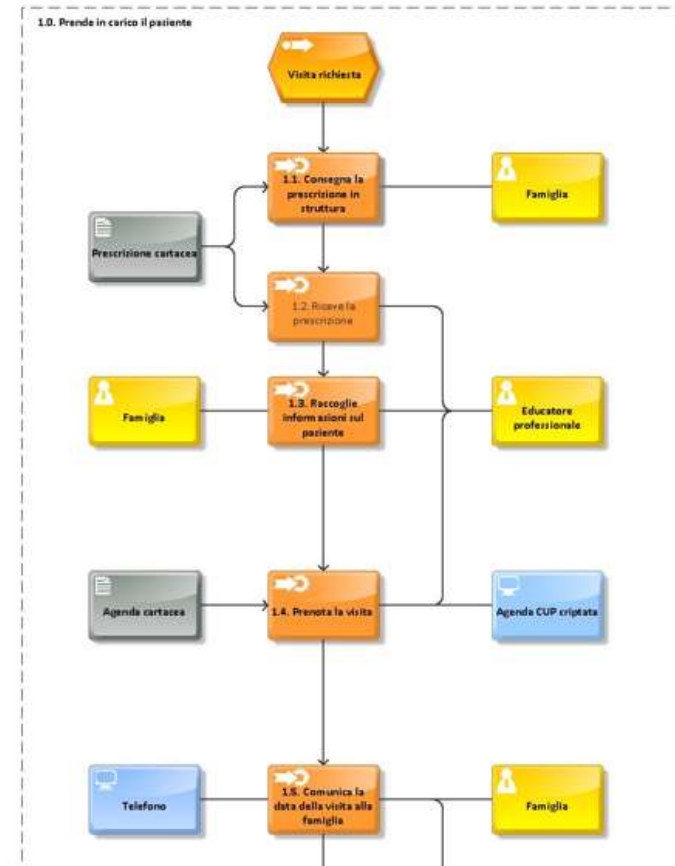 1.0. Prende in carico il paziente
Visita richiesta
1.1. Consegna la
prescrizione in
struttura
Famiglia
Prescrizione cartacea
1.2. Riceve la
prescrizione
Famiglia
1.3. Raccoglie
informazioni sul
paziente
Educatore
professionale
Agenda cartacea
1.4. Prenota la visita
Agenda CUP criptata
Telefono
1.5. Comunica la
data della visita alla
famiglia
Famiglia